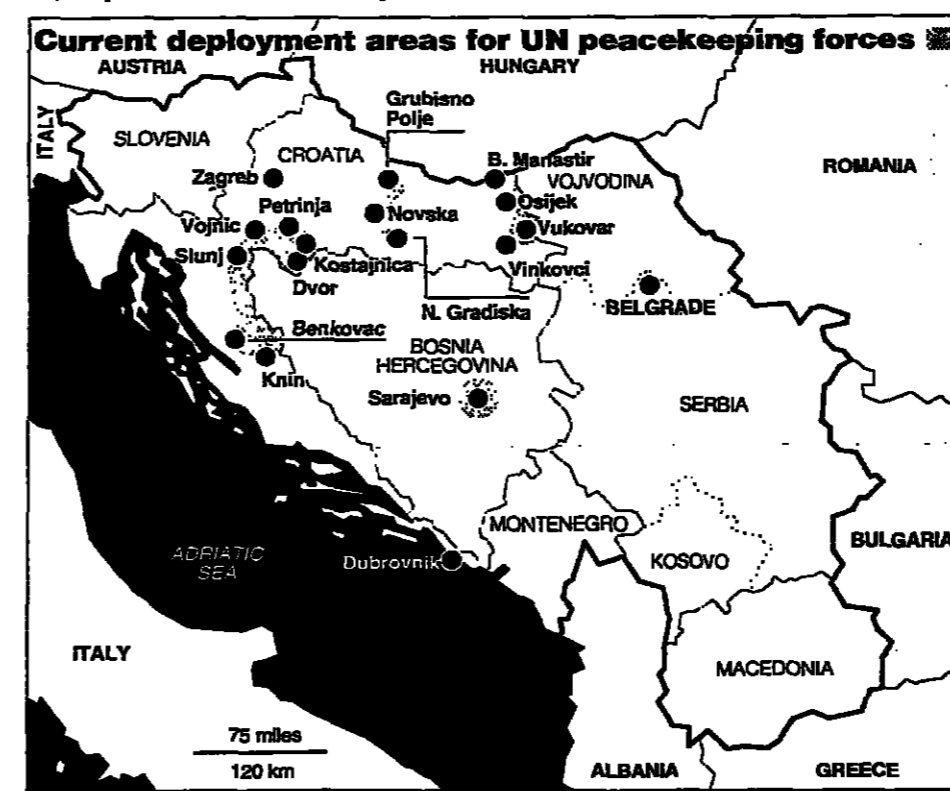 Current deployment areas for UN peacekeeping forces
AUSTRIA
HUNGARY
Grubisno
Polje
ITALY
SLOVENIA
CROATIA
B. Manastir
ROMANIA
Zagreb
VOJVODINA
Petrinja
Osijek
Novska
Vojnic
Vukovar
Slunj
Kostajnica
Vinkovci
Dvor
BELGRADE
N. Gradiska
Benkovac
BOSNIA
HERCEGOVINA
Knin
Sarajevo
SERBIA
MONTENEGRO
BULGARIA
ADRIATIC
SEA
Dubrovnik
KOSOVO
ITALY
MACEDONIA
75 miles
120 km
ALBANIA
GREECE